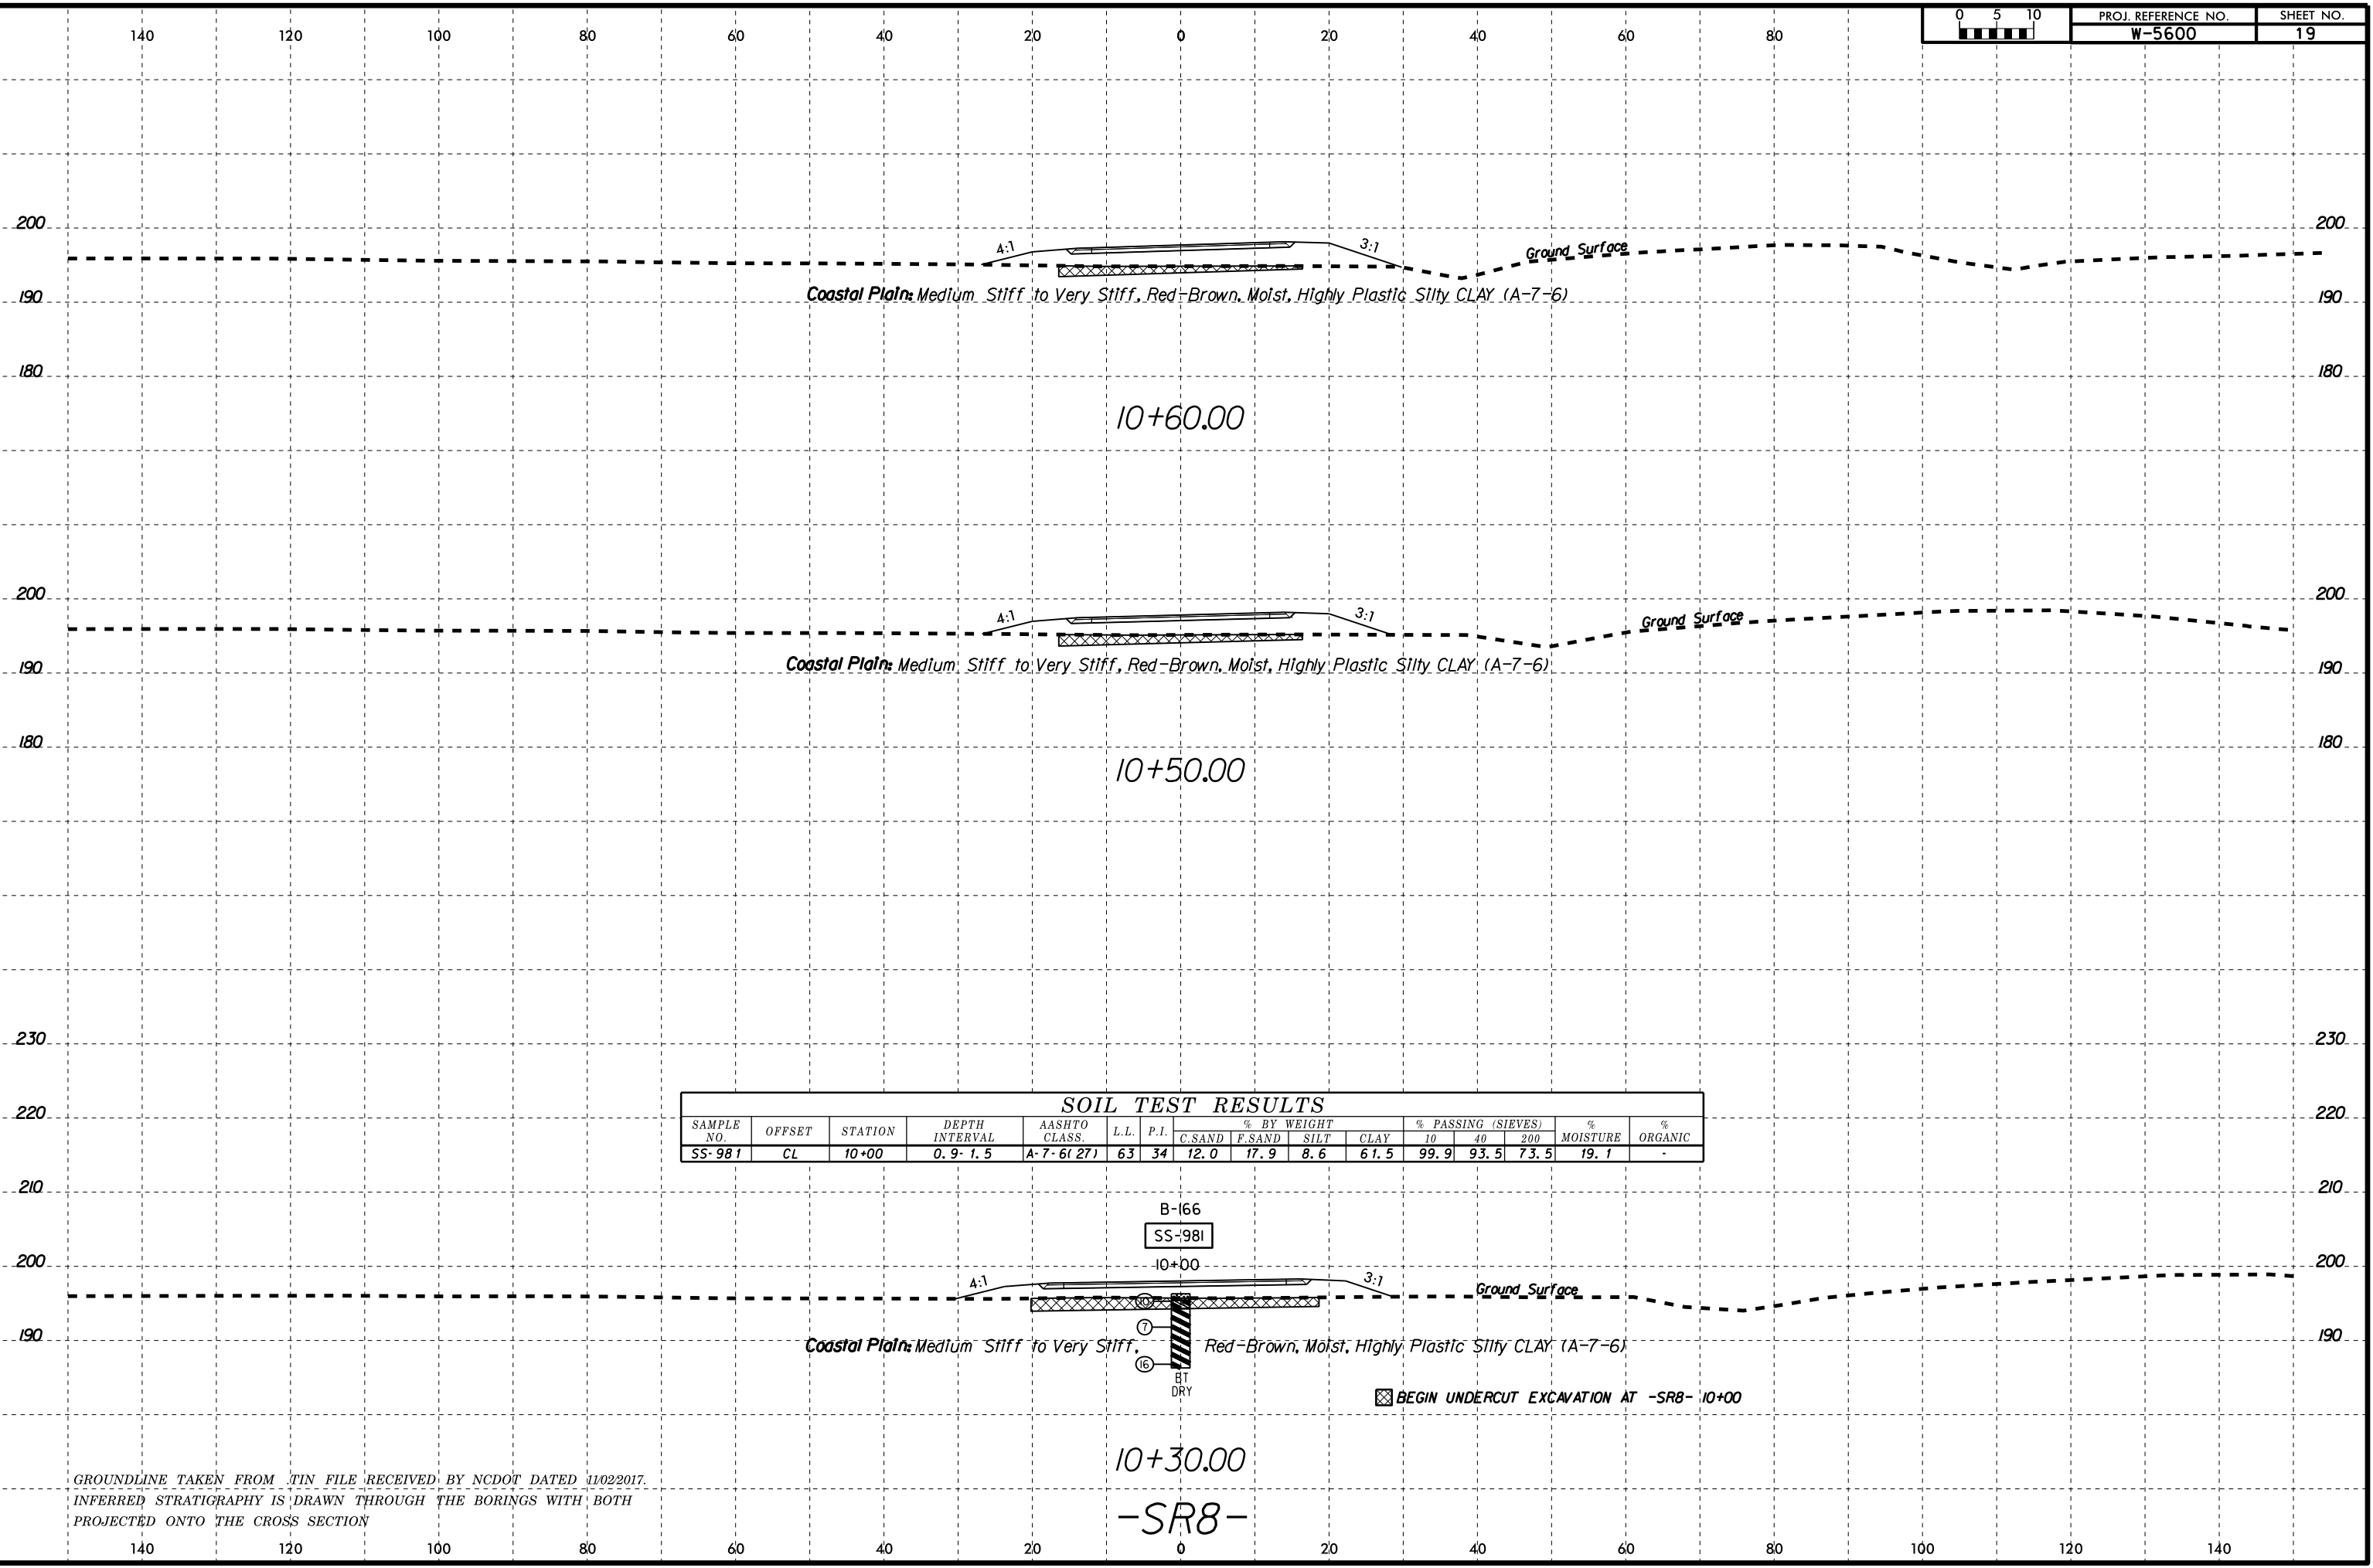 0 5 10
PROJ. REFERENCE NO. SHEET NO.
W-5600 19
140 120 100 80 60 40 20 0 20 40 60 80
200 200
4:1 3:1 Ground Surface
190 Coastal Plain: Medium Stiff to Very Stiff, Red-Brown, Moist, Highly Plastic Silty CLAY (A-7-6) 190
180 180
10+60.00
200 200
4:1 3:1 Ground Surface
190 Coastal Plain: Medium Stiff to Very Stiff, Red-Brown, Moist, Highly Plastic Silty CLAY (A-7-6) 190
180 180
10+50.00
230 230
220 220
SOIL TEST RESULTS
SAMPLE NO. OFFSET STATION DEPTH INTERVAL AASHTO CLASS. L.L. P.I. % BY WEIGHT % PASSING (SIEVES) % MOISTURE % ORGANIC
C.SAND F.SAND SILT CLAY 10 40 200
SS-981 CL 10+00 0.9-1.5 A-7-6(27) 63 34 12.0 17.9 8.6 61.5 99.9 93.5 73.5 19.1 -
210 210
B-166
SS-981
200 10+00 200
4:1 3:1 Ground Surface
10
7
190 190
Coastal Plain: Medium Stiff to Very Stiff, Red-Brown, Moist, Highly Plastic Silty CLAY (A-7-6)
16
BT
DRY
BEGIN UNDERCUT EXCAVATION AT -SR8- 10+00
10+30.00
GROUNDLINE TAKEN FROM .TIN FILE RECEIVED BY NCDOT DATED 11/02/2017.
INFERRED STRATIGRAPHY IS DRAWN THROUGH THE BORINGS WITH BOTH
PROJECTED ONTO THE CROSS SECTION
-SR8-
140 120 100 80 60 40 20 0 20 40 60 80 100 120 140